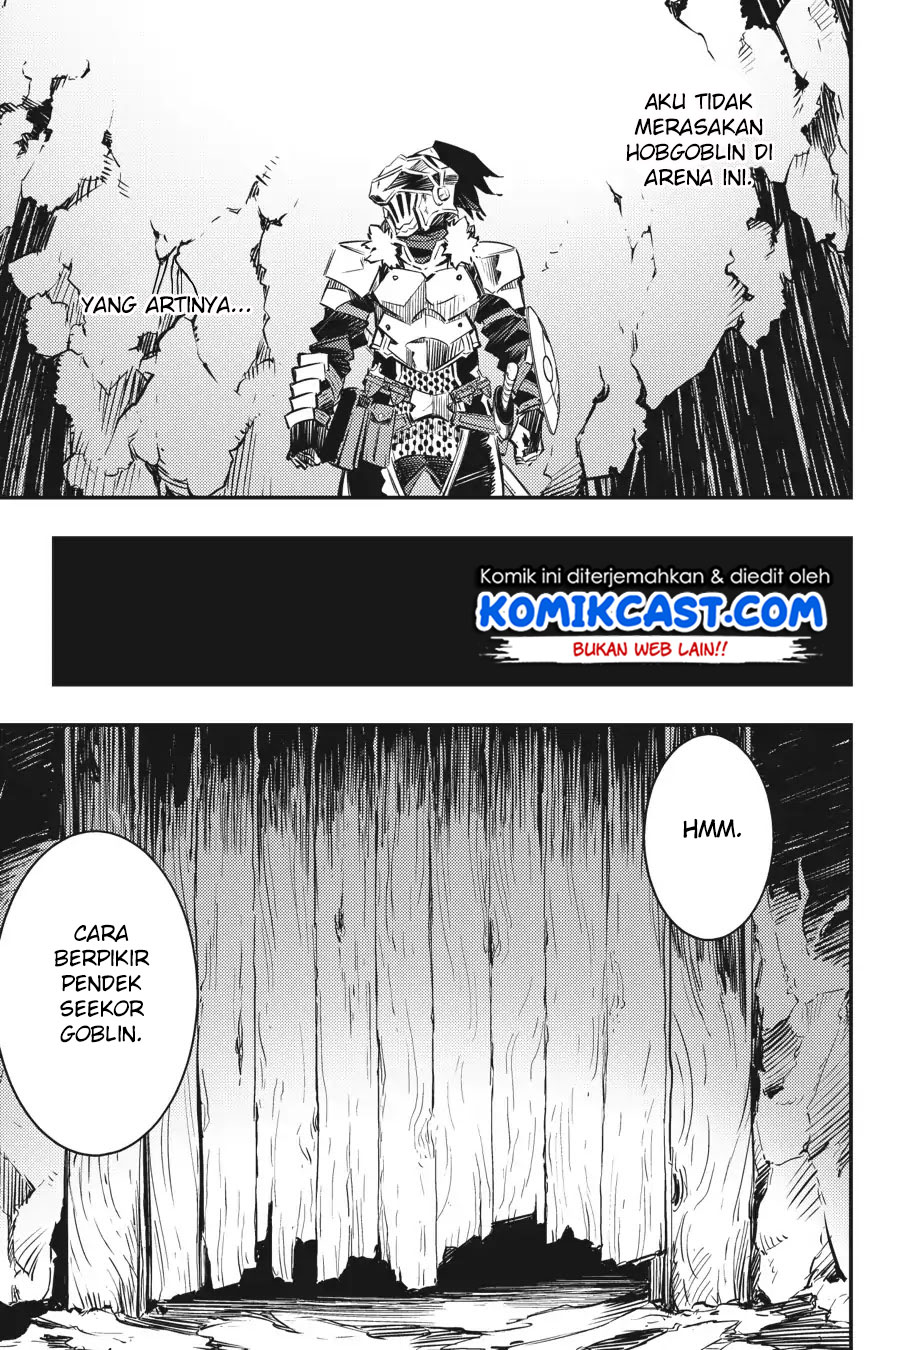 AKU TIDAK
MERASAKAN
HOBGOBLIN DI
ARENA INI.
YANG ARTINYA...
Komik ini diterjemahkan & diedit oleh
KOMIKCAST.COM
BUKAN WEB LAIN!!
HMM.
CARA
BERPIKIR
PENDEK
SEEKOR
GOBLIN.